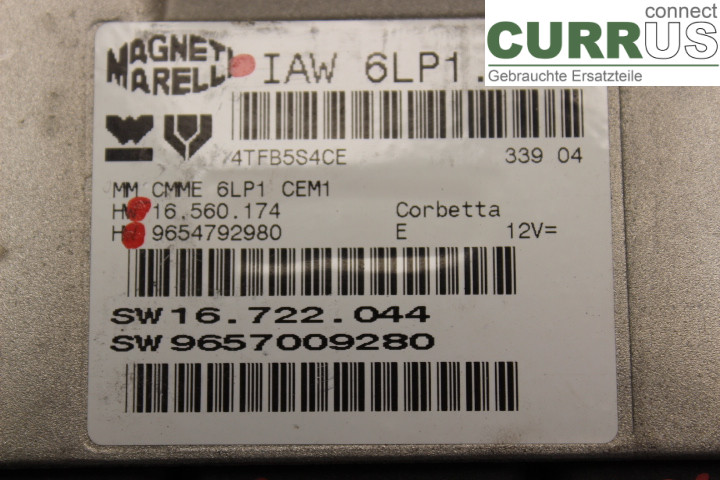 connect
CURRUS
Gebrauchte Ersatzteile
MAGNETI
MARELLI
IAW 6LP1.
4TFB5S4CE 339 04
MM CMME 6LP1 CEM1
HW 16.560.174 Corbetta
HW 9654792980 E 12V=
SW 16.722.044
SW 9657009280